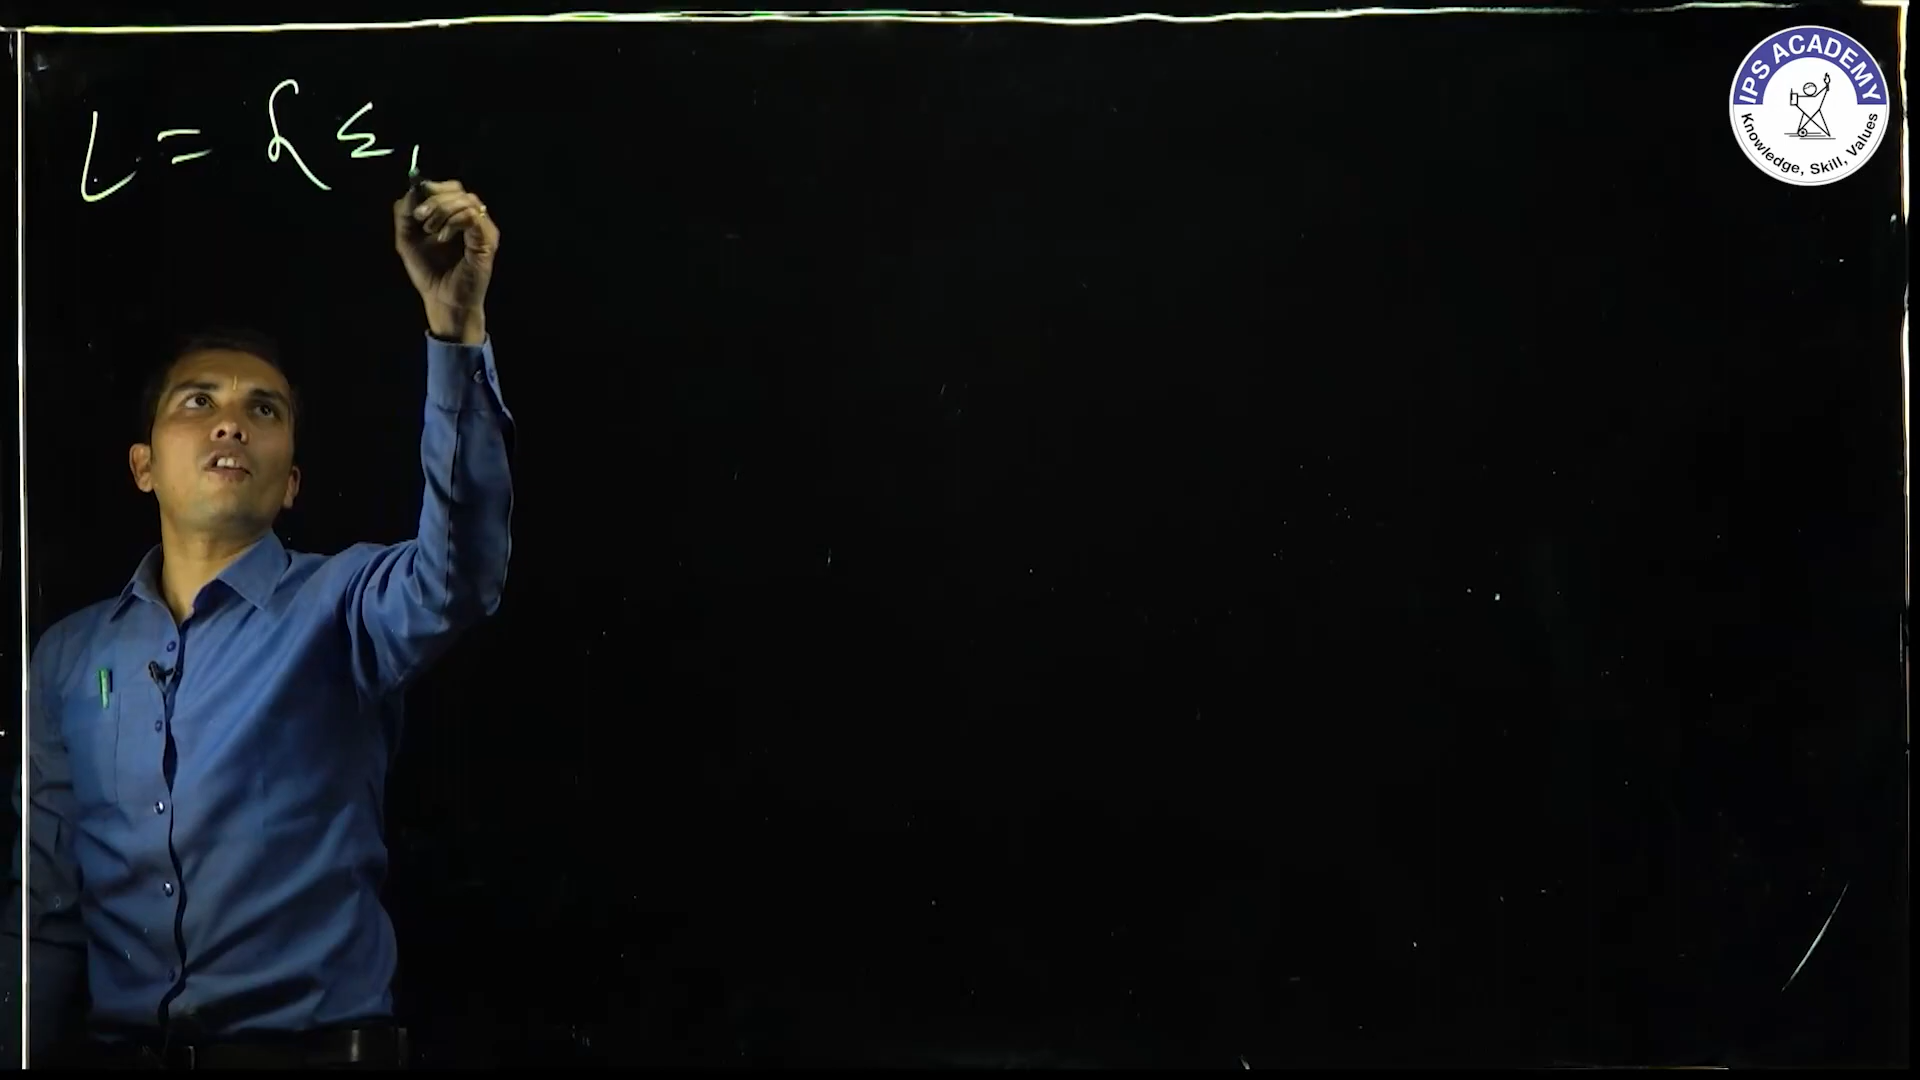 L = { ε,
IPS ACADEMY
Knowledge, Skill, Values